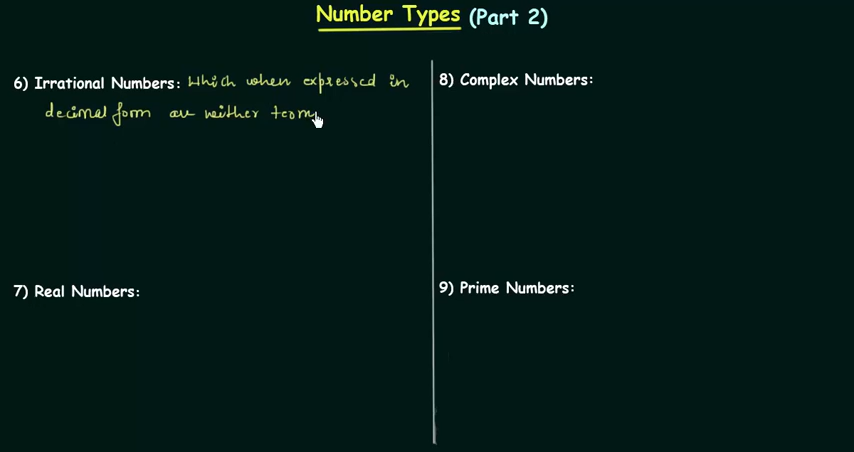 Number Types (Part 2)
6) Irrational Numbers: Which when expressed in
decimal form are neither term
7) Real Numbers:
8) Complex Numbers:
9) Prime Numbers: